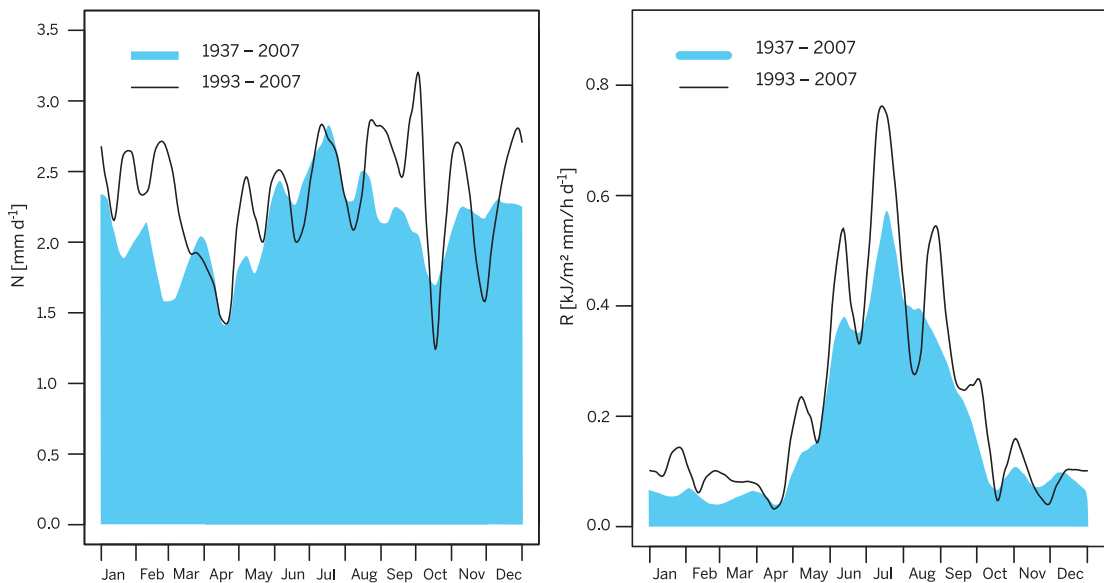 3.5
3.0
2.5
2.0
1.5
1.0
0.5
0.0
N [mm d⁻¹]
1937 – 2007
1993 – 2007
Jan Feb Mar Apr May Jun Jul Aug Sep Oct Nov Dec
0.8
0.6
0.4
0.2
0.0
R [kJ/m² mm/h d⁻¹]
1937 – 2007
1993 – 2007
Jan Feb Mar Apr May Jun Jul Aug Sep Oct Nov Dec